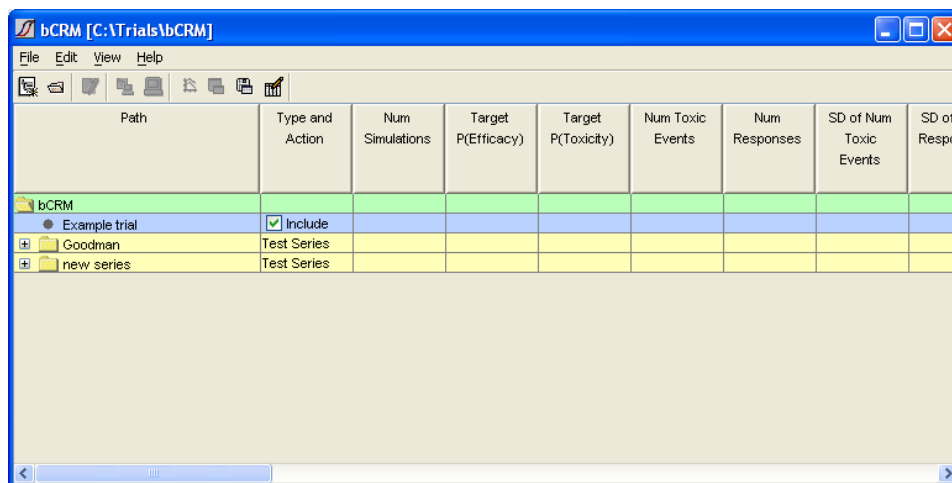 bCRM [C:\Trials\bCRM]
File Edit View Help
Path
Type and
Action
Num
Simulations
Target
P(Efficacy)
Target
P(Toxicity)
Num Toxic
Events
Num
Responses
SD of Num
Toxic
Events
SD of
Respo
bCRM
Example trial Include
Goodman Test Series
new series Test Series